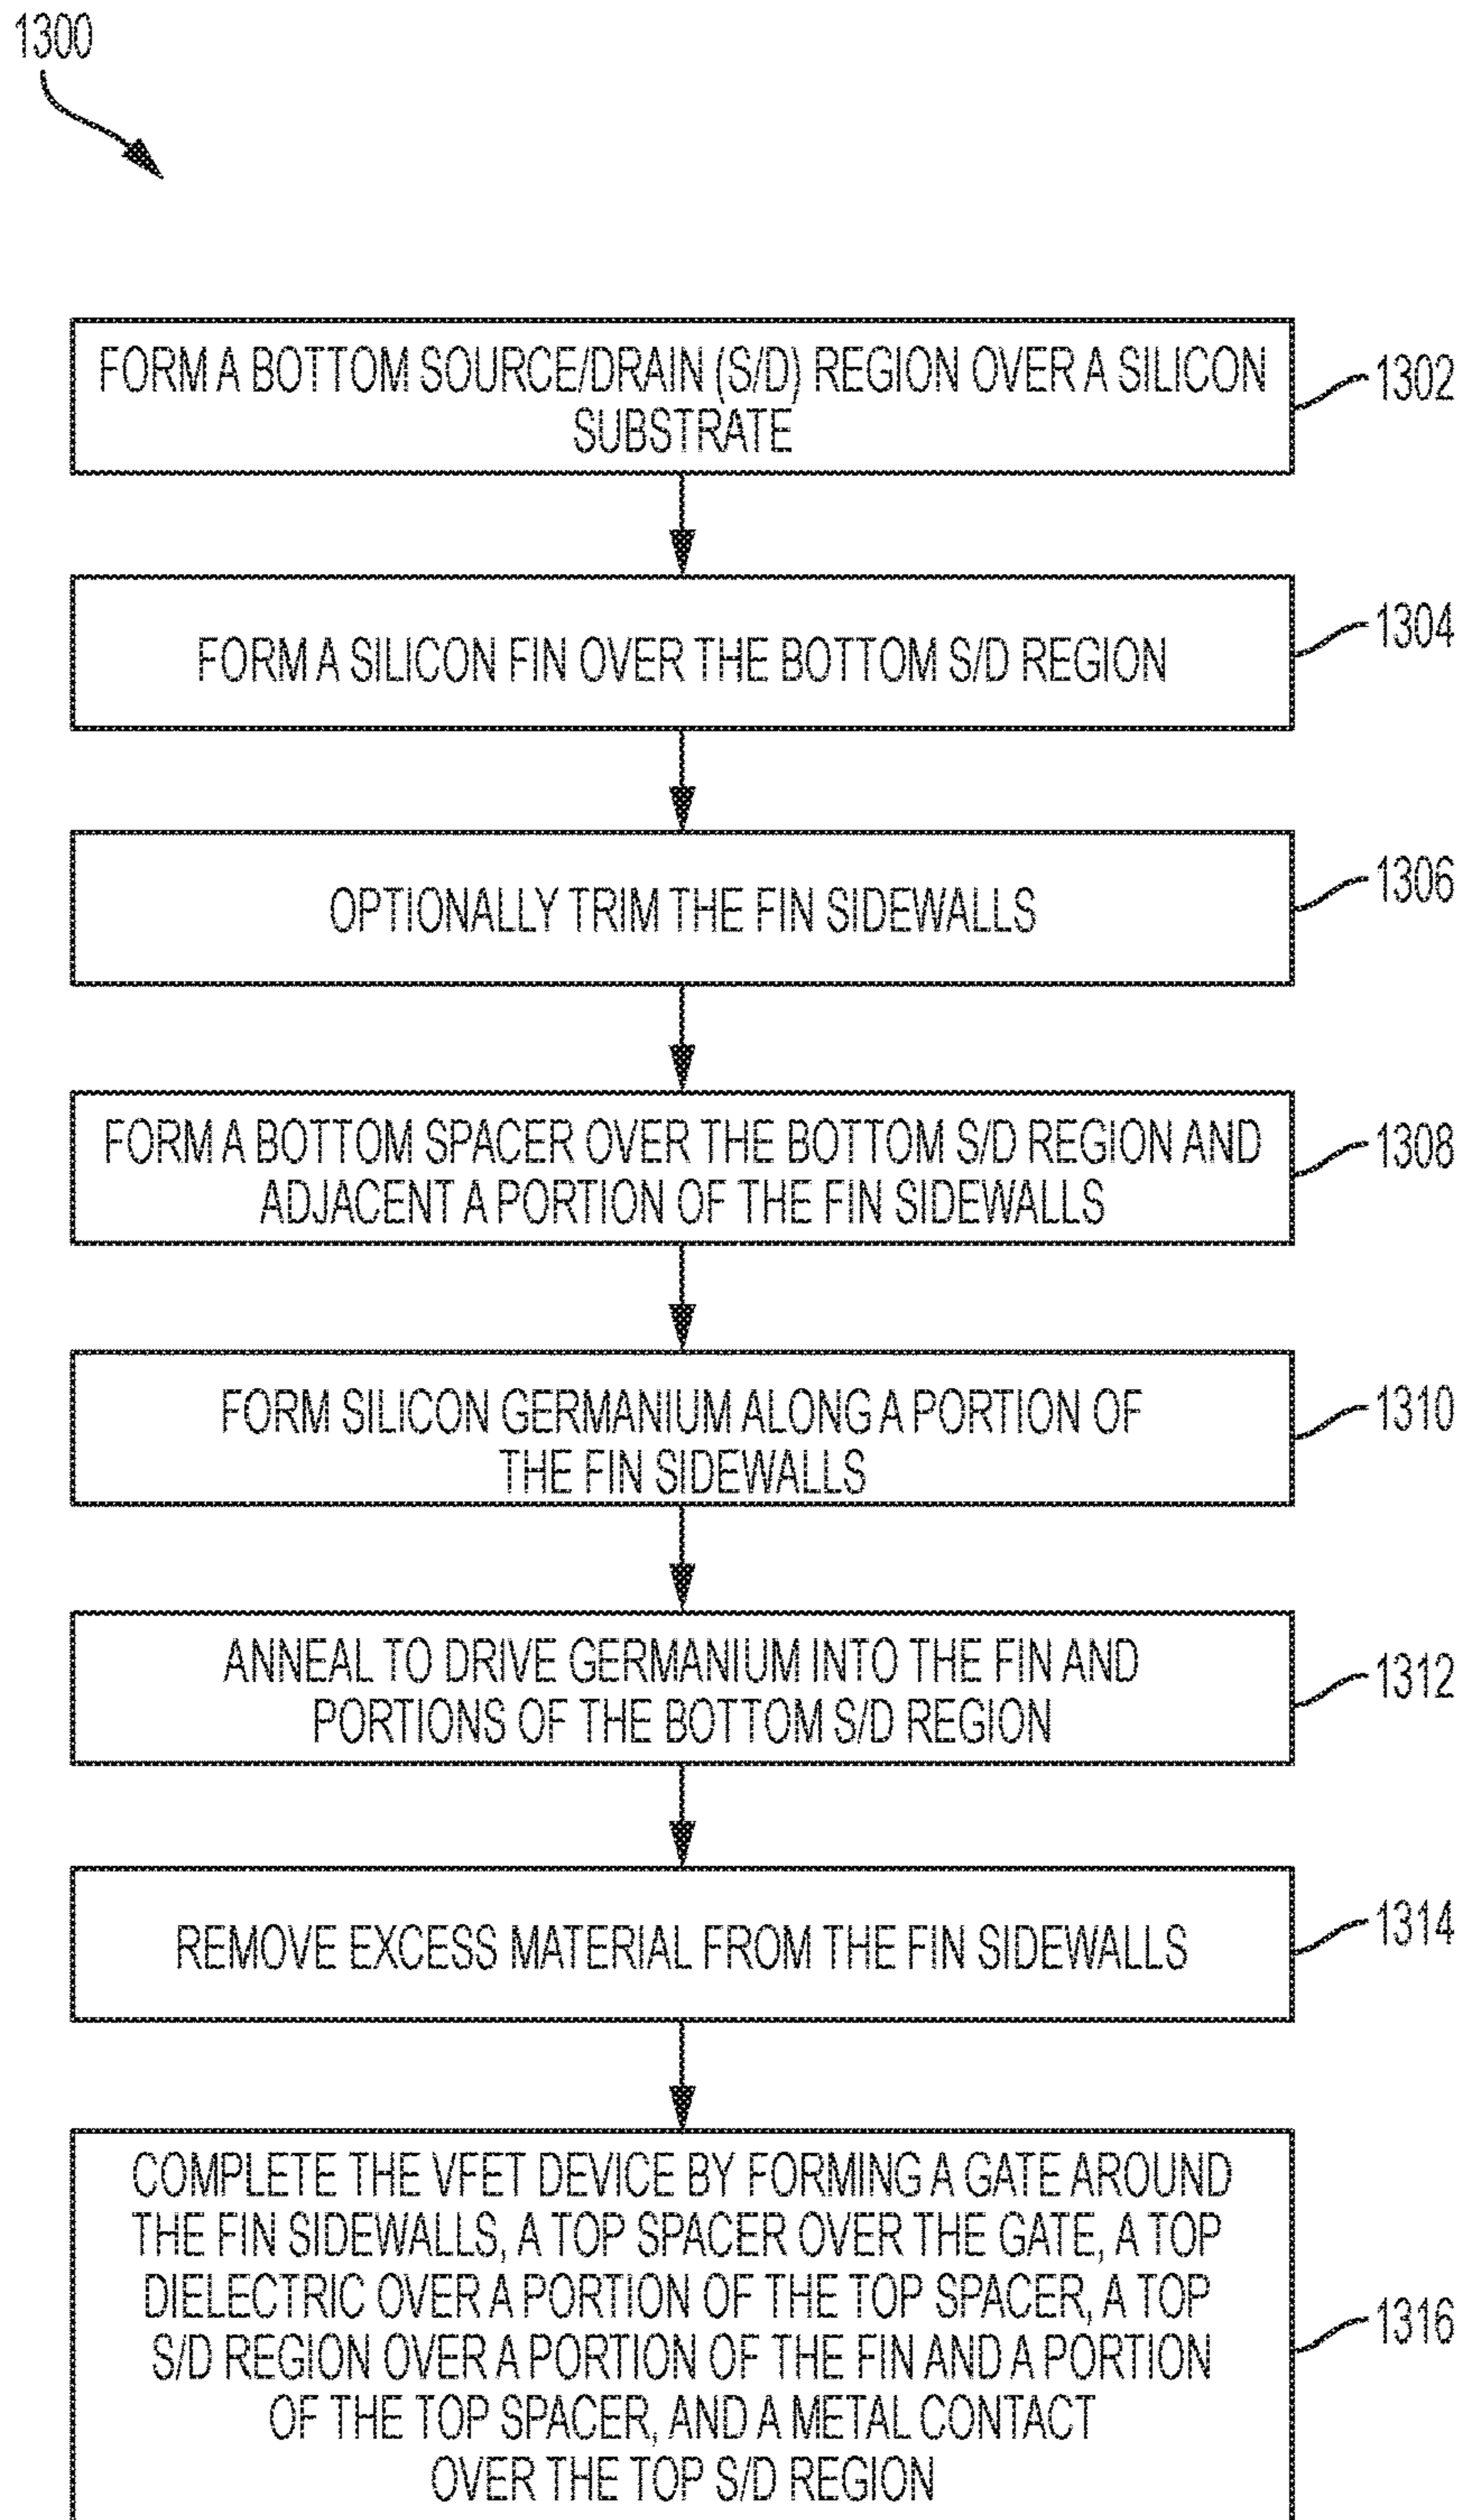 1300
FORM A BOTTOM SOURCE/DRAIN (S/D) REGION OVER A SILICON
SUBSTRATE
1302
FORM A SILICON FIN OVER THE BOTTOM S/D REGION
1304
OPTIONALLY TRIM THE FIN SIDEWALLS
1306
FORM A BOTTOM SPACER OVER THE BOTTOM S/D REGION AND
ADJACENT A PORTION OF THE FIN SIDEWALLS
1308
FORM SILICON GERMANIUM ALONG A PORTION OF
THE FIN SIDEWALLS
1310
ANNEAL TO DRIVE GERMANIUM INTO THE FIN AND
PORTIONS OF THE BOTTOM S/D REGION
1312
REMOVE EXCESS MATERIAL FROM THE FIN SIDEWALLS
1314
COMPLETE THE VFET DEVICE BY FORMING A GATE AROUND
THE FIN SIDEWALLS, A TOP SPACER OVER THE GATE, A TOP
DIELECTRIC OVER A PORTION OF THE TOP SPACER, A TOP
S/D REGION OVER A PORTION OF THE FIN AND A PORTION
OF THE TOP SPACER, AND A METAL CONTACT
OVER THE TOP S/D REGION
1316